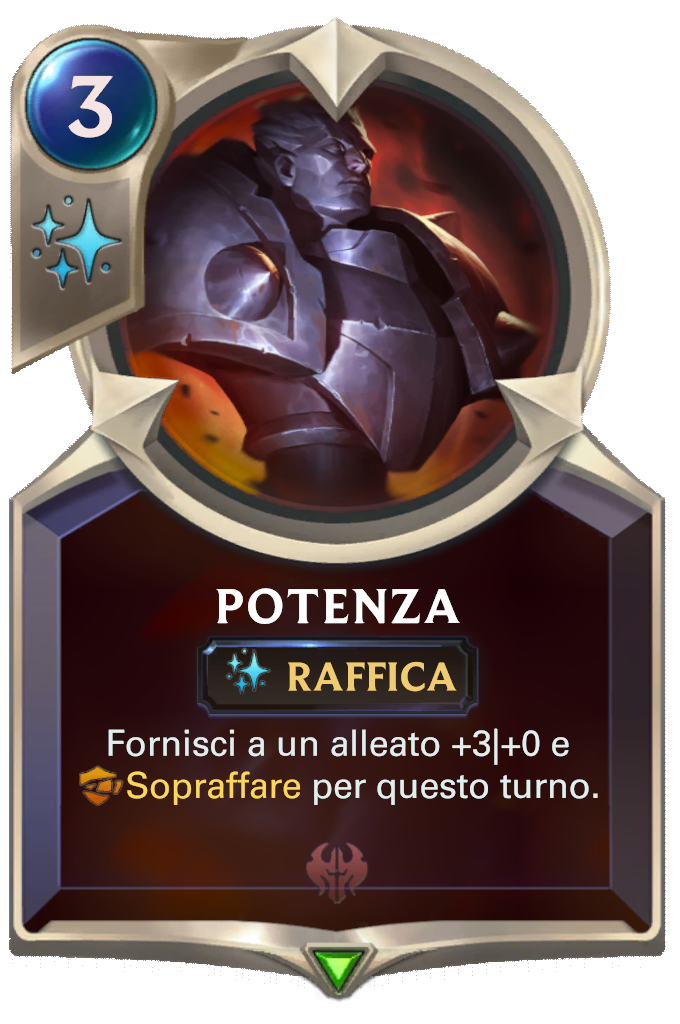 3
POTENZA
RAFFICA
Fornisci a un alleato +3|+0 e
Sopraffare per questo turno.